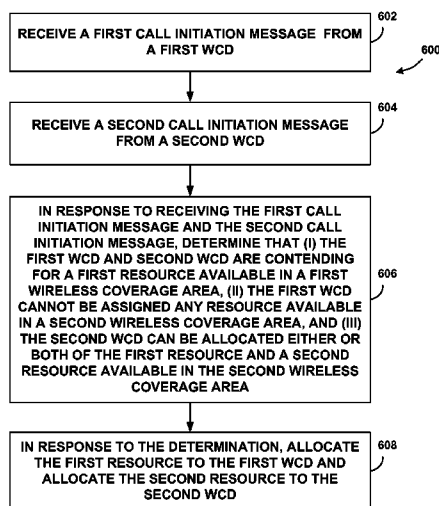 602
RECEIVE A FIRST CALL INITIATION MESSAGE FROM
A FIRST WCD
600
604
RECEIVE A SECOND CALL INITIATION MESSAGE
FROM A SECOND WCD
IN RESPONSE TO RECEIVING THE FIRST CALL
INITIATION MESSAGE AND THE SECOND CALL
INITIATION MESSAGE, DETERMINE THAT (I) THE
FIRST WCD AND SECOND WCD ARE CONTENDING
FOR A FIRST RESOURCE AVAILABLE IN A FIRST
WIRELESS COVERAGE AREA, (II) THE FIRST WCD
606
CANNOT BE ASSIGNED ANY RESOURCE AVAILABLE
IN A SECOND WIRELESS COVERAGE AREA, AND (III)
THE SECOND WCD CAN BE ALLOCATED EITHER OR
BOTH OF THE FIRST RESOURCE AND A SECOND
RESOURCE AVAILABLE IN THE SECOND WIRELESS
COVERAGE AREA
608
IN RESPONSE TO THE DETERMINATION, ALLOCATE
THE FIRST RESOURCE TO THE FIRST WCD AND
ALLOCATE THE SECOND RESOURCE TO THE
SECOND WCD